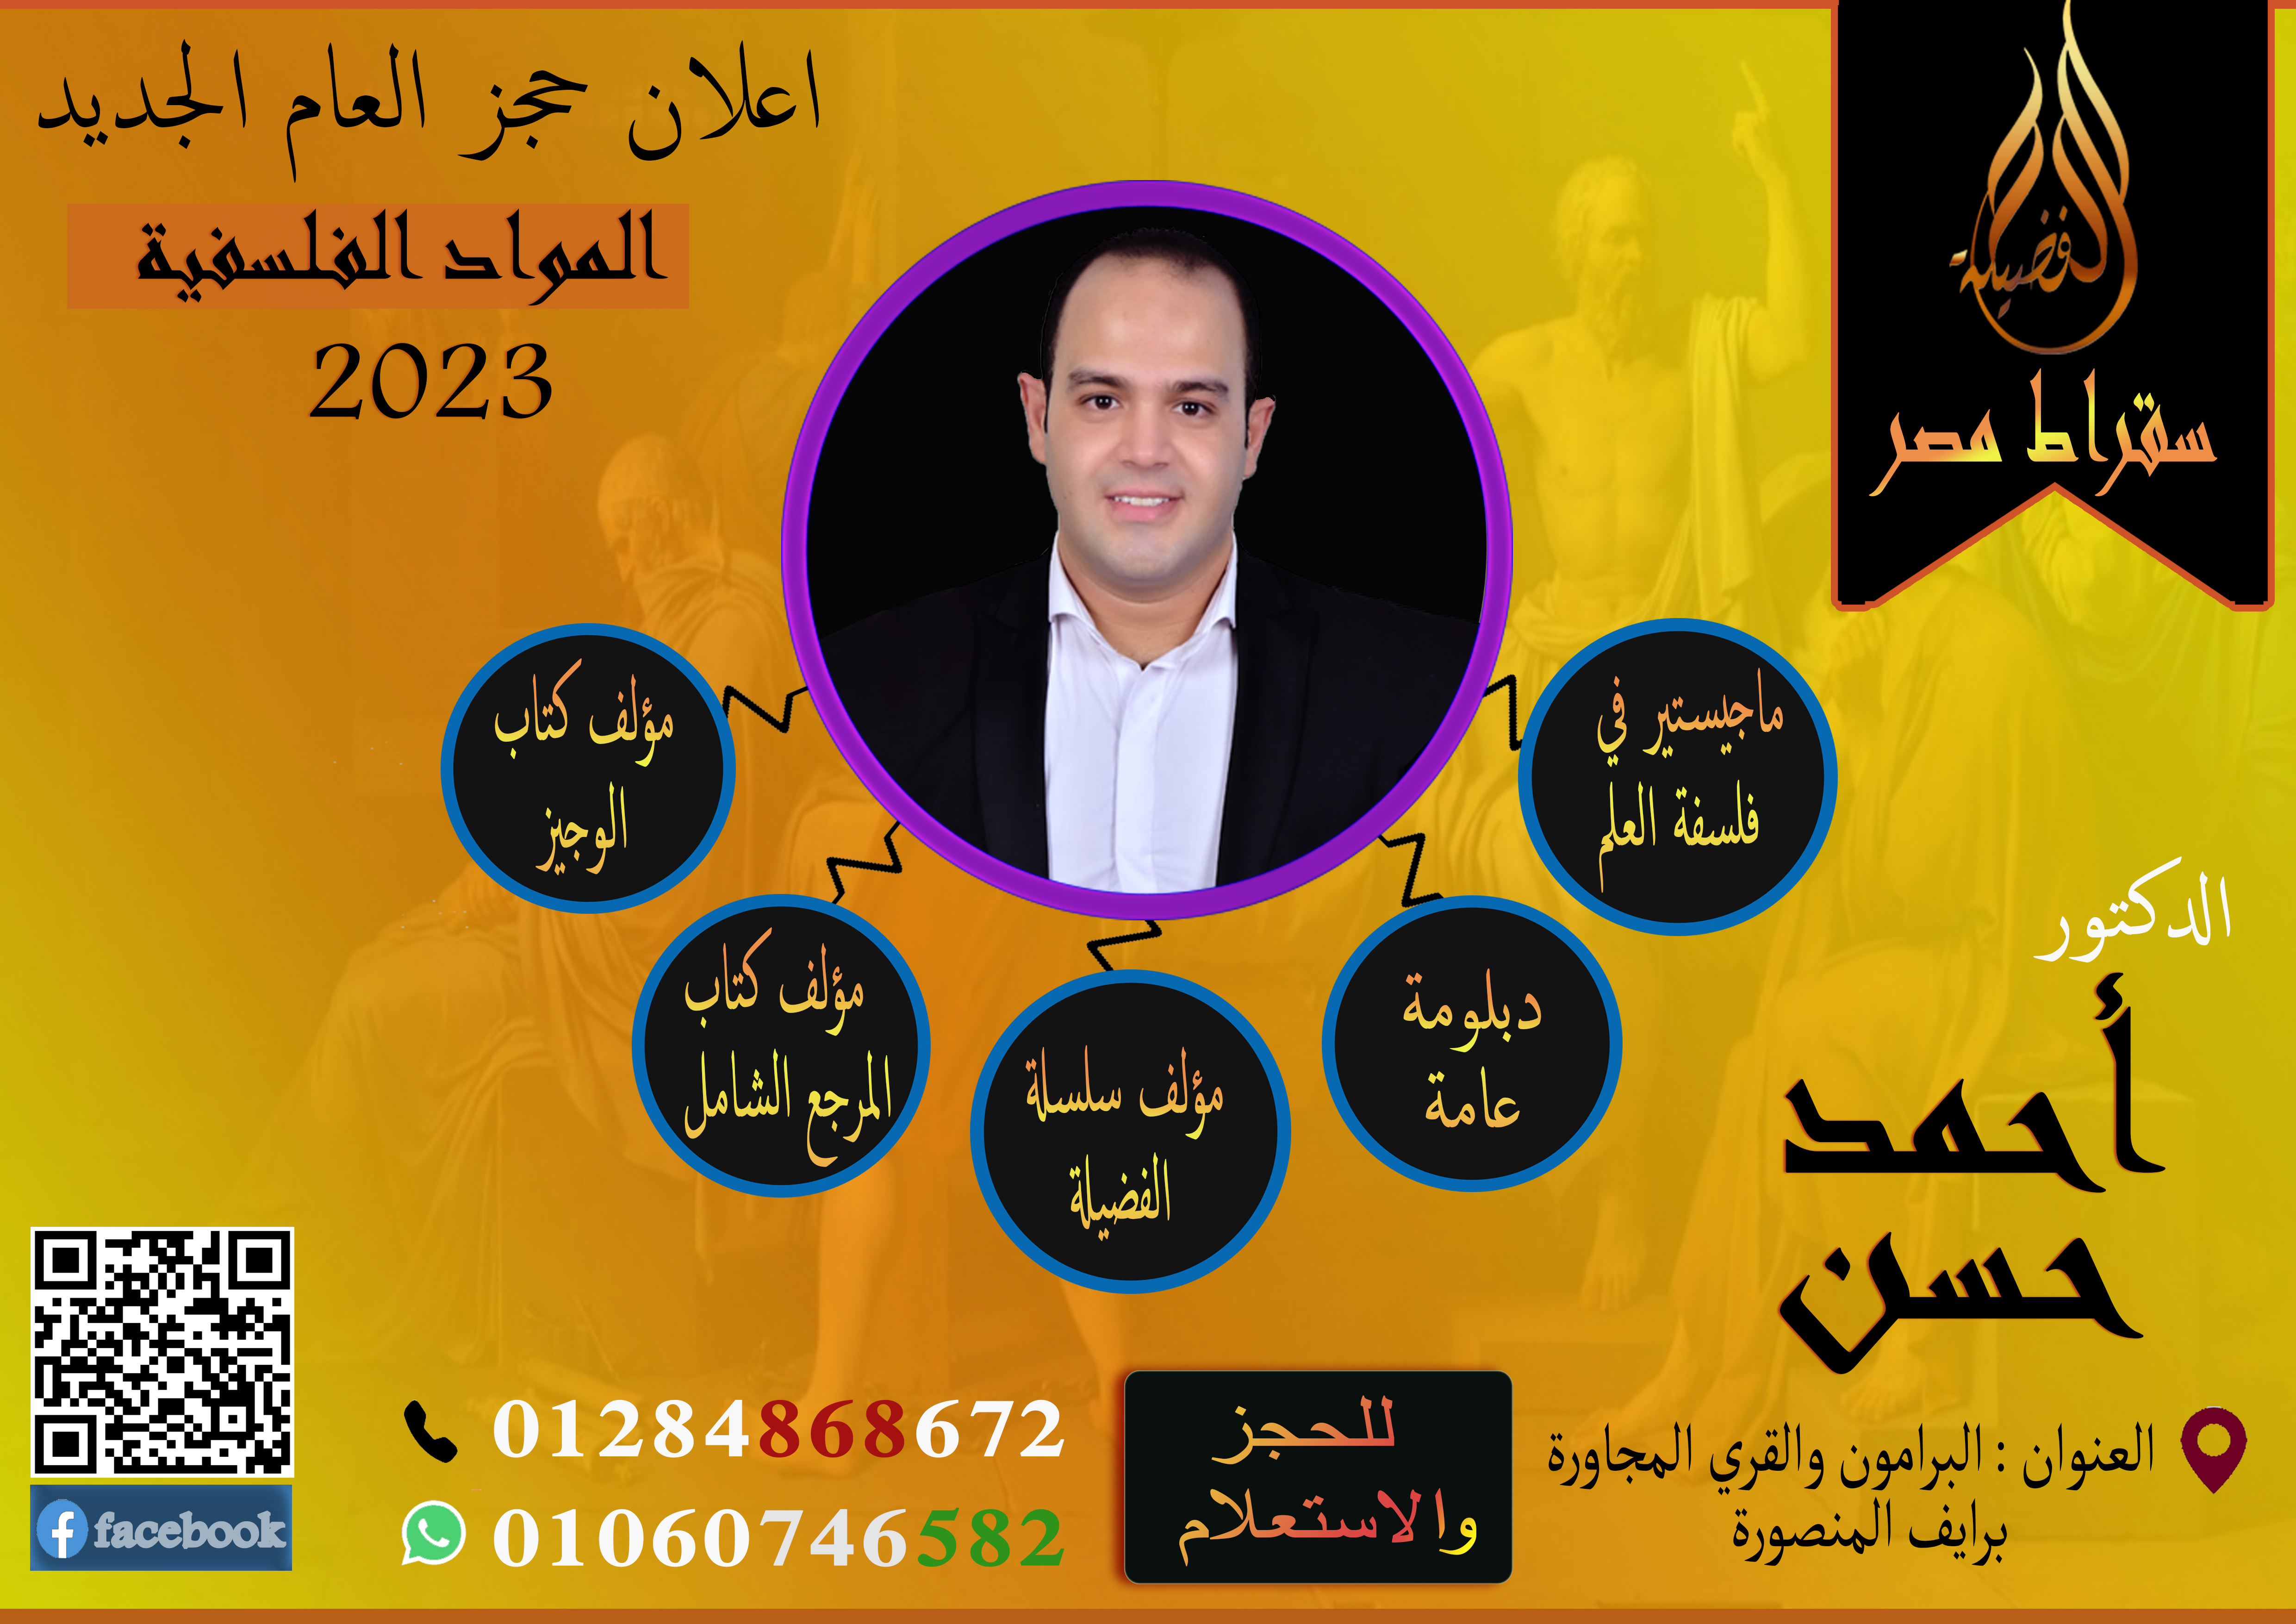 اعلان حجز العام الجديد
المواد الفلسفية
2023
الفضيلة
سقراط مصر
ماجيستير في
فلسفة العلم
دبلومة
عامة
مؤلف سلسلة
الفضيلة
مؤلف كتاب
المرجع الشامل
مؤلف كتاب
الوجيز
الدكتور
أحمد
حسن
العنوان : البرامون والقري المجاورة
برايف المنصورة
للحجز
والاستعلام
01284868672
01060746582
facebook